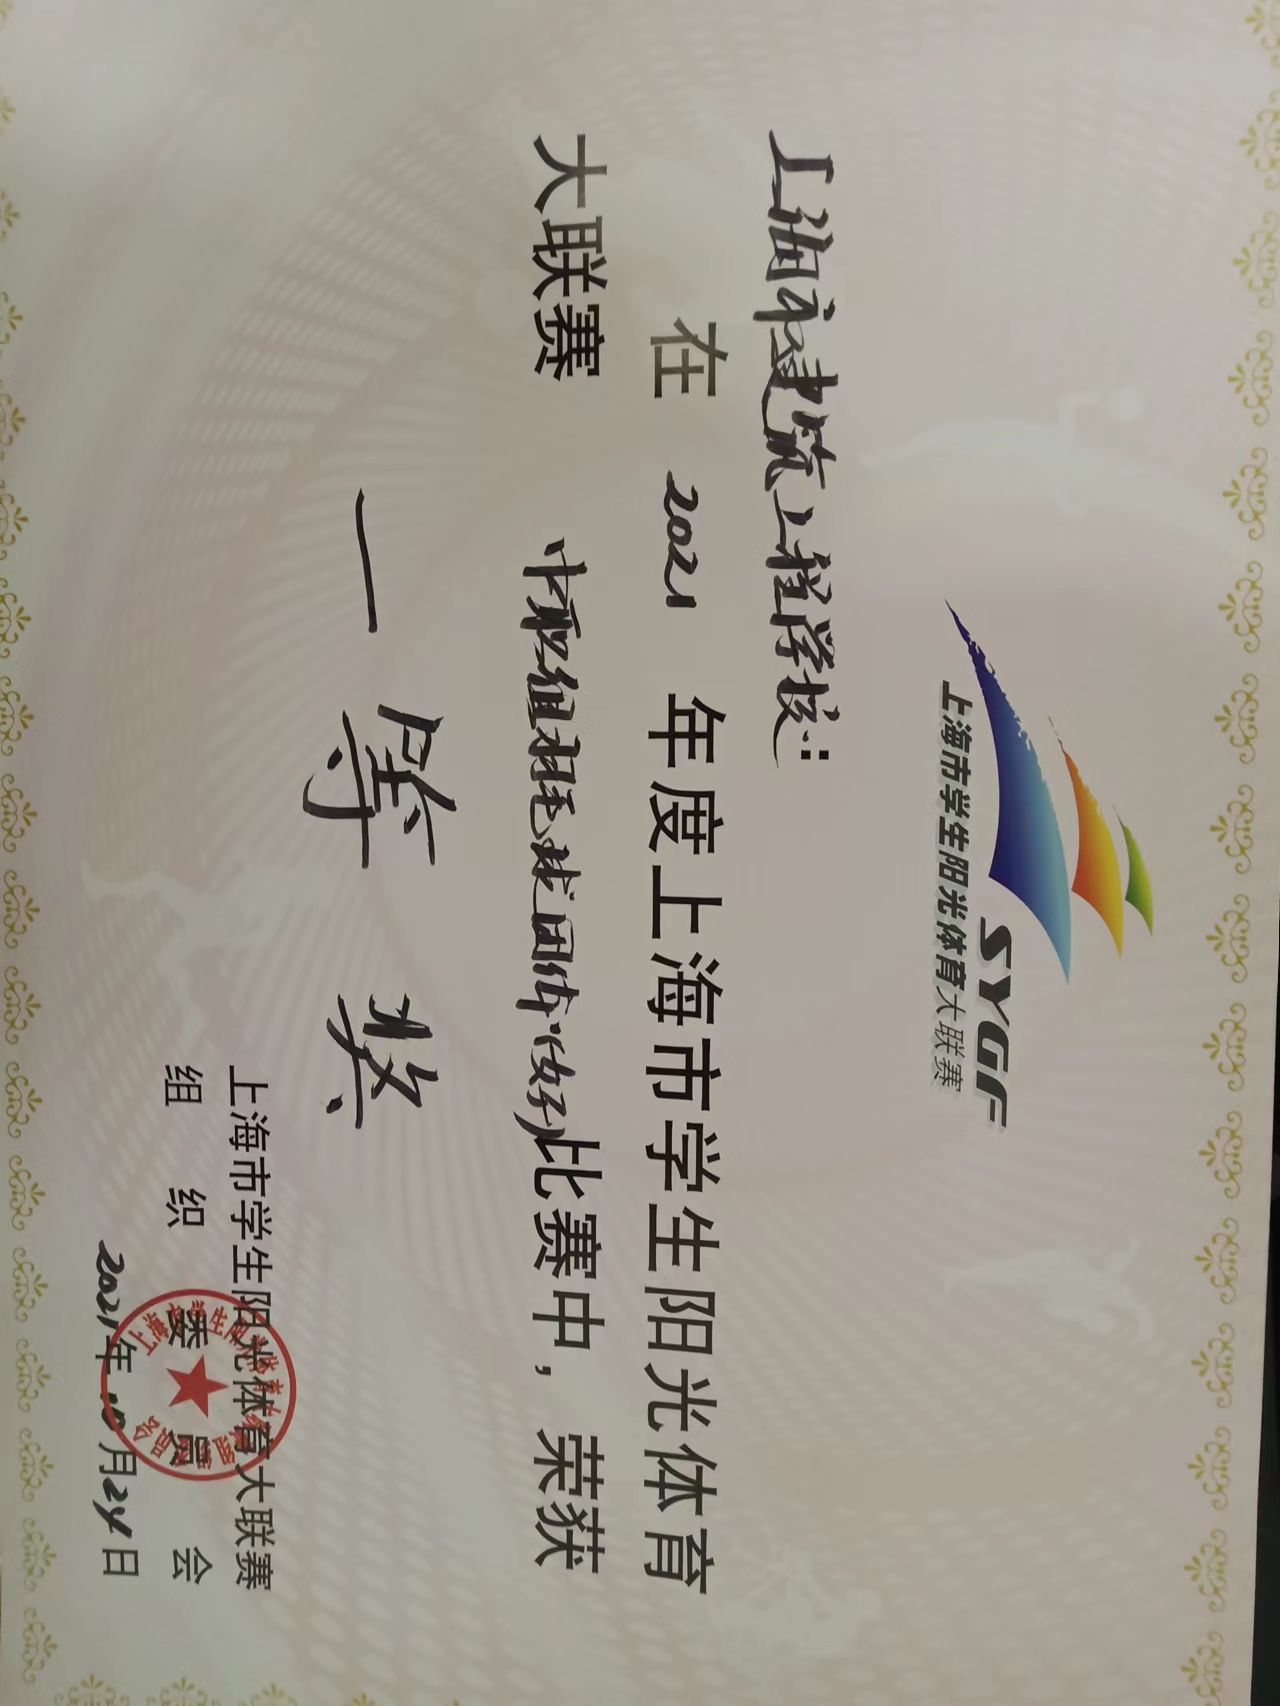 SYGF
上海市学生阳光体育大联赛
上海市建筑工程学校:
在 2021 年度上海市学生阳光体育
大联赛 中职组羽毛球团体(女子)比赛中，荣获
一等奖
上海市学生阳光体育大联赛
组织委员会
2021年10月24日